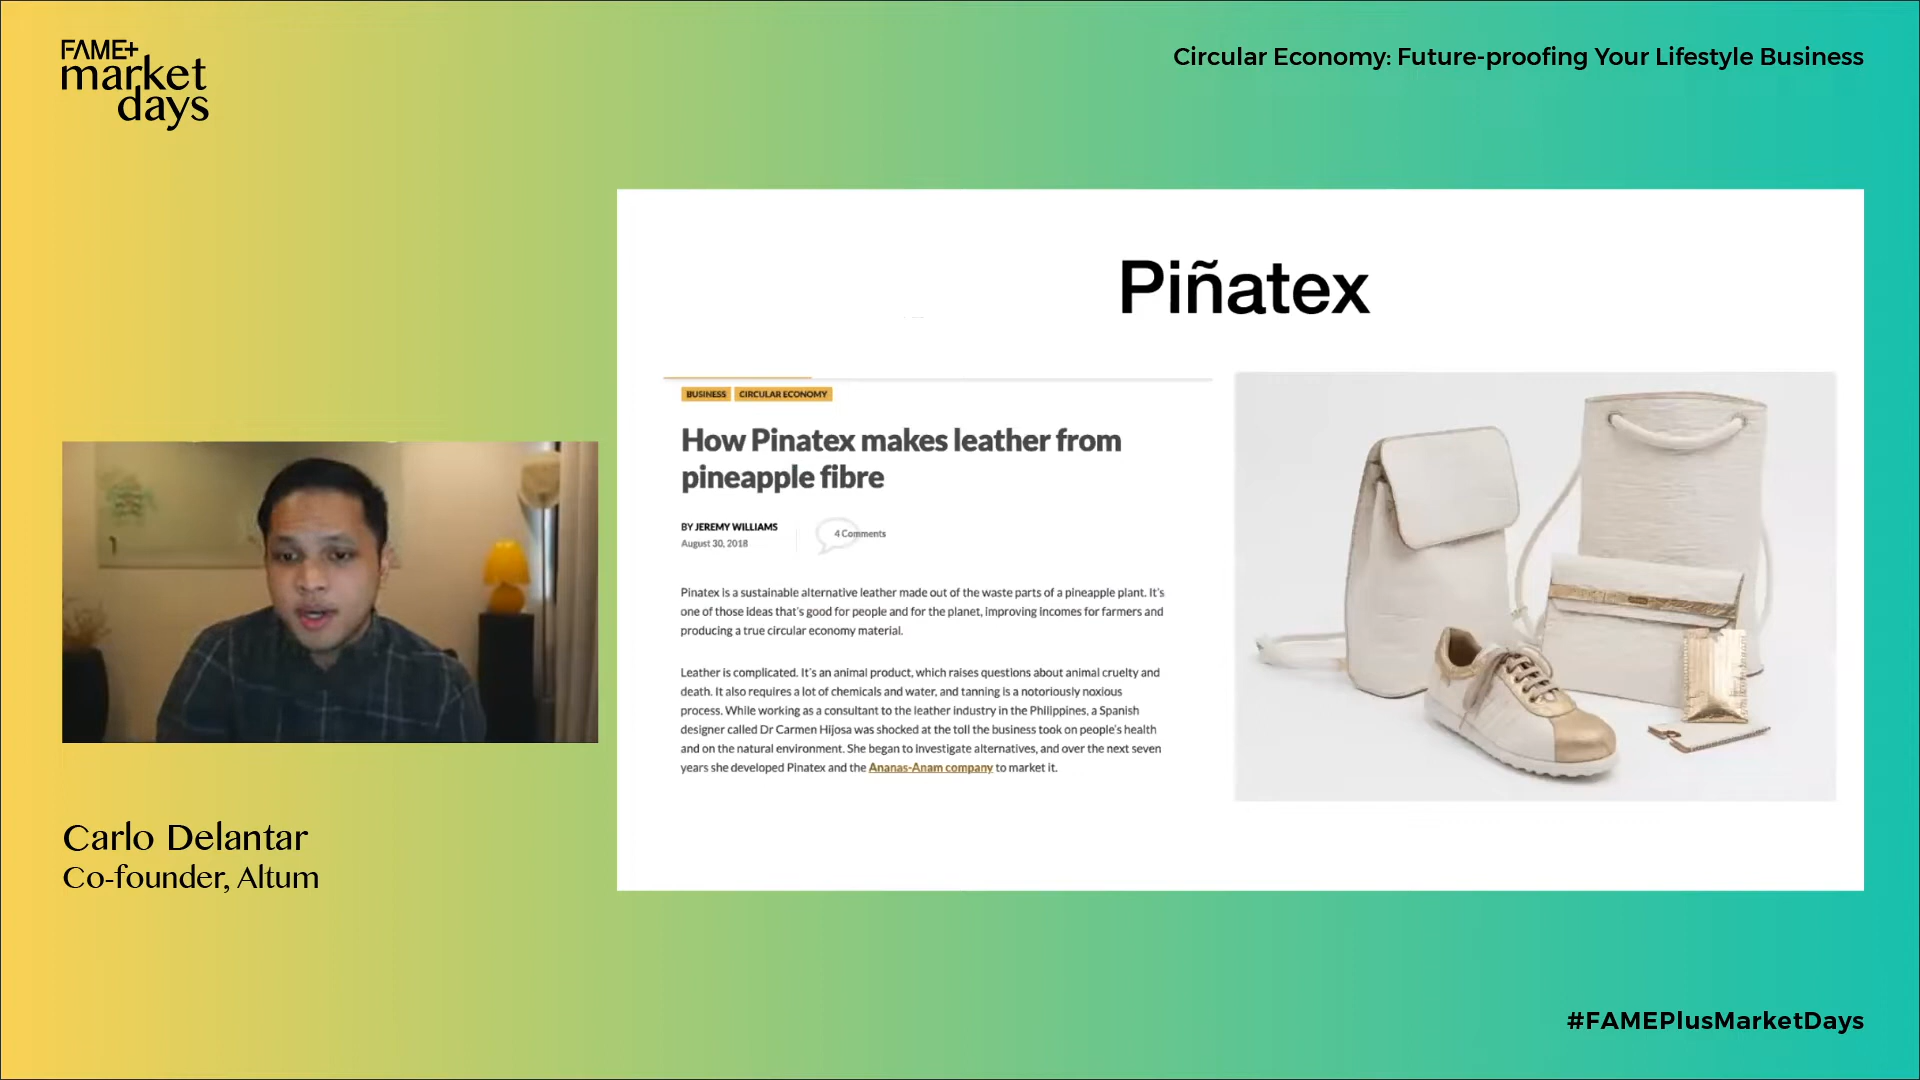 FAME+
market
days
Circular Economy: Future-proofing Your Lifestyle Business
Piñatex
BUSINESS CIRCULAR ECONOMY
How Pinatex makes leather from
pineapple fibre
BY JEREMY WILLIAMS
August 30, 2018
4 Comments
Pinatex is a sustainable alternative leather made out of the waste parts of a pineapple plant. It's
one of those ideas that's good for people and for the planet, improving incomes for farmers and
producing a true circular economy material.
Leather is complicated. It's an animal product, which raises questions about animal cruelty and
death. It also requires a lot of chemicals and water, and tanning is a notoriously noxious
process. While working as a consultant to the leather industry in the Philippines, a Spanish
designer called Dr Carmen Hijosa was shocked at the toll the business took on people's health
and on the natural environment. She began to investigate alternatives, and over the next seven
years she developed Pinatex and the Ananas-Anam company to market it.
Carlo Delantar
Co-founder, Altum
#FAMEPlusMarketDays